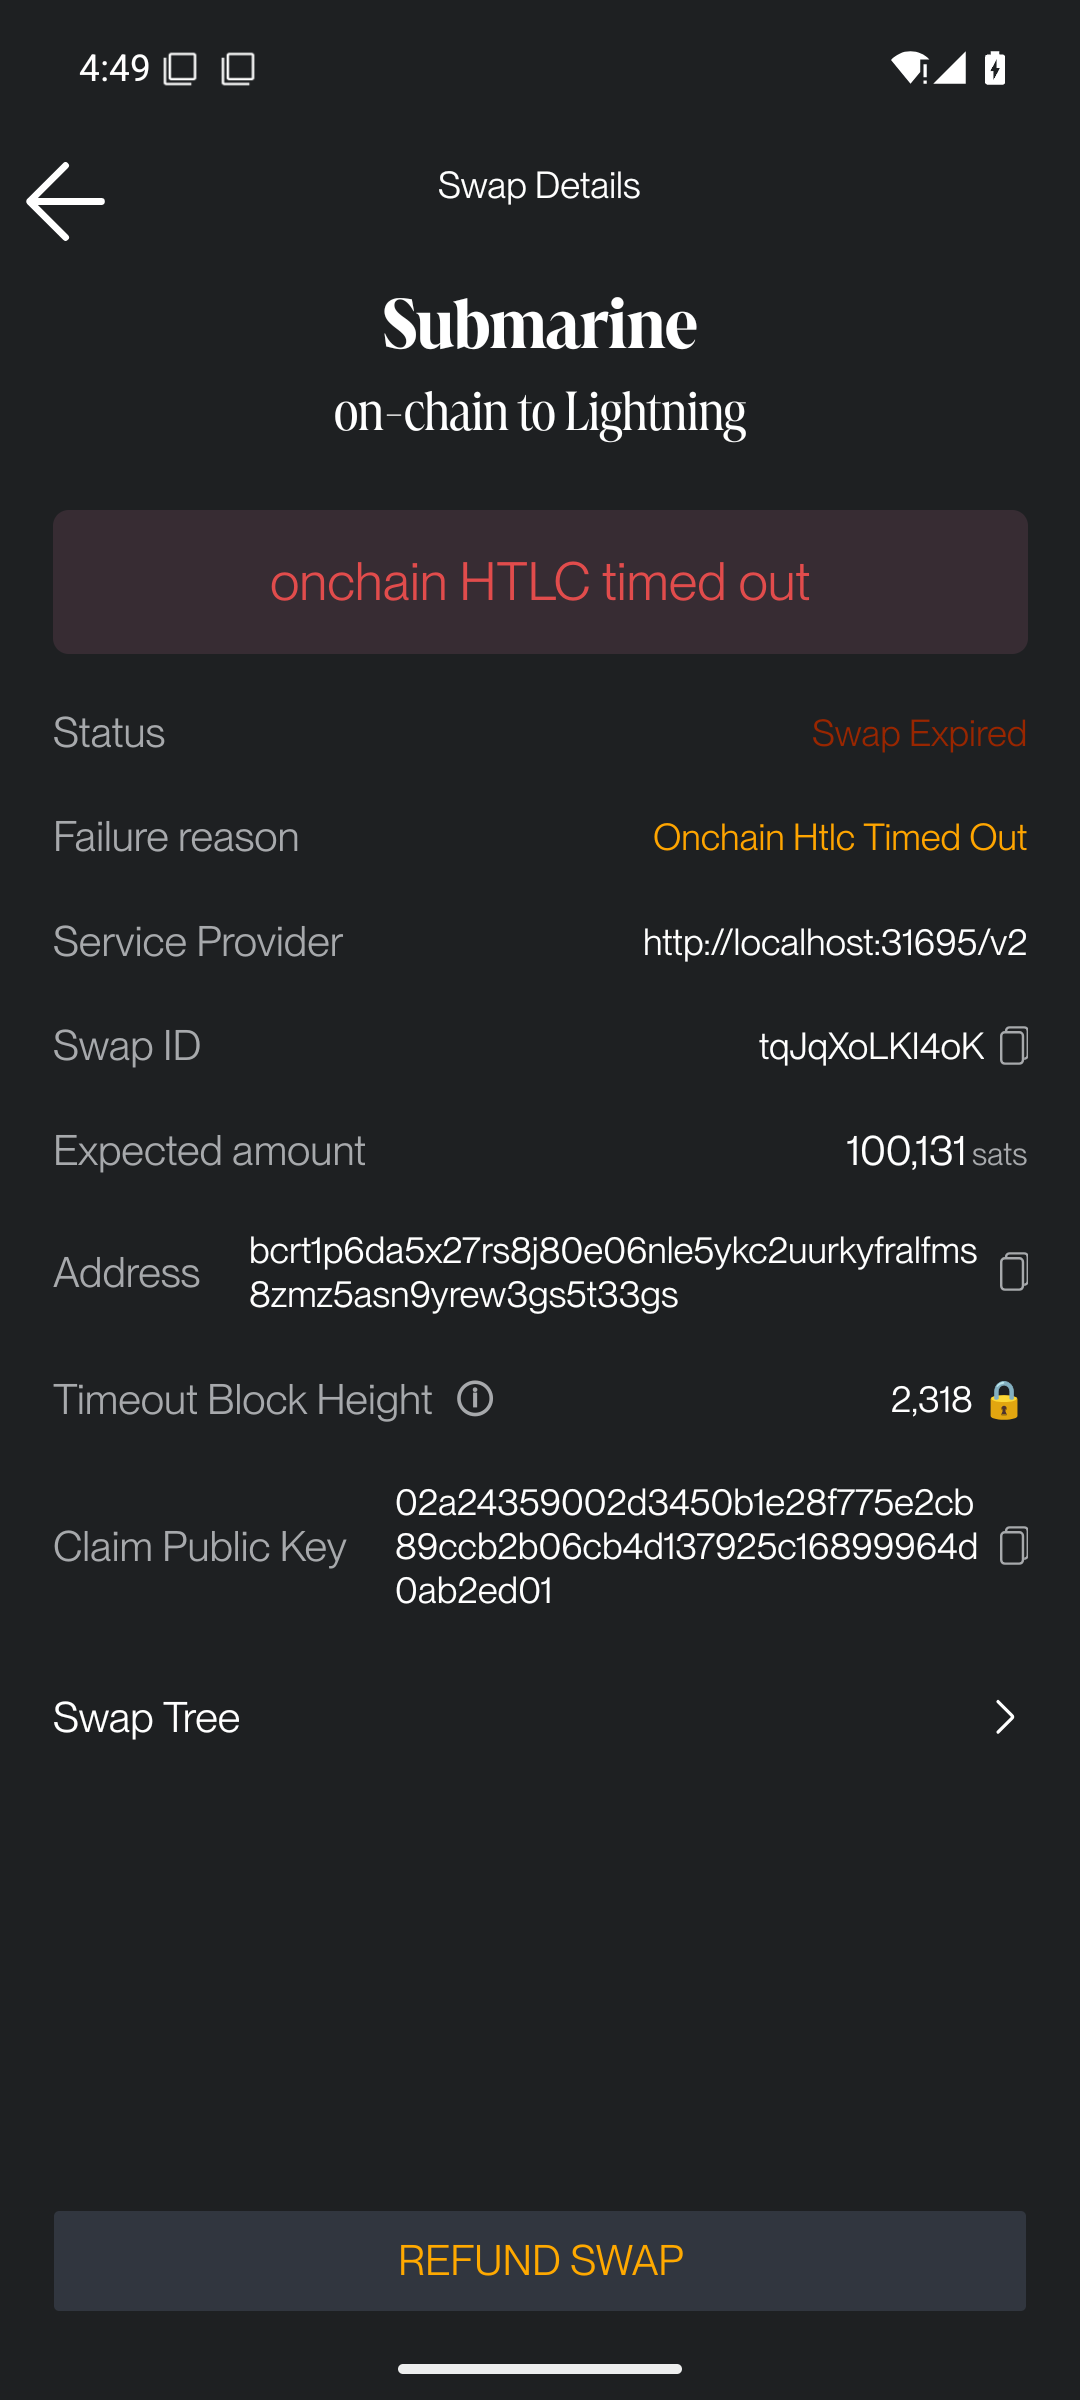 4:49
Swap Details
Submarine
on-chain to Lightning
onchain HTLC timed out
Status Swap Expired
Failure reason Onchain Htlc Timed Out
Service Provider http://localhost:31695/v2
Swap ID tqJqXoLKI4oK
Expected amount 100,131 sats
Address bcrt1p6da5x27rs8j80e06nle5ykc2uurkyfralfms
8zmz5asn9yrew3gs5t33gs
Timeout Block Height 2,318
Claim Public Key 02a24359002d3450b1e28f775e2cb
89ccb2b06cb4d137925c16899964d
0ab2ed01
Swap Tree
REFUND SWAP